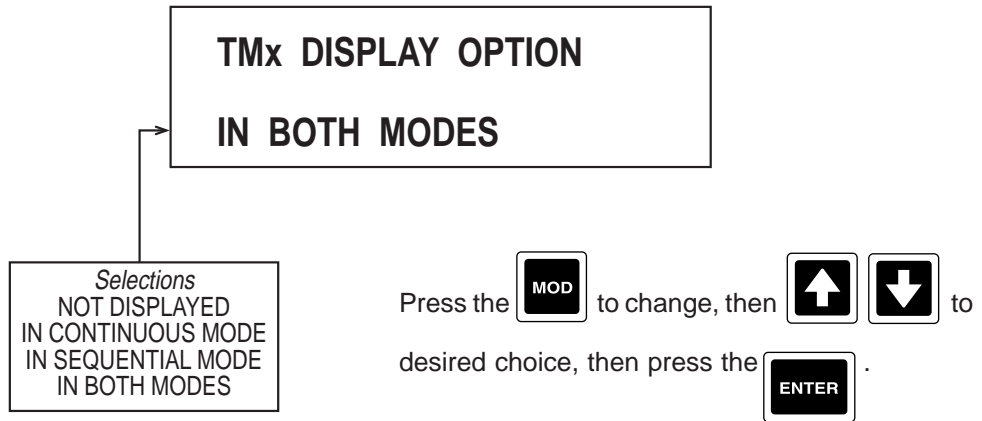 TMx DISPLAY OPTION
IN BOTH MODES
Selections
NOT DISPLAYED
IN CONTINUOUS MODE
IN SEQUENTIAL MODE
IN BOTH MODES
Press the MOD to change, then to
desired choice, then press the ENTER .